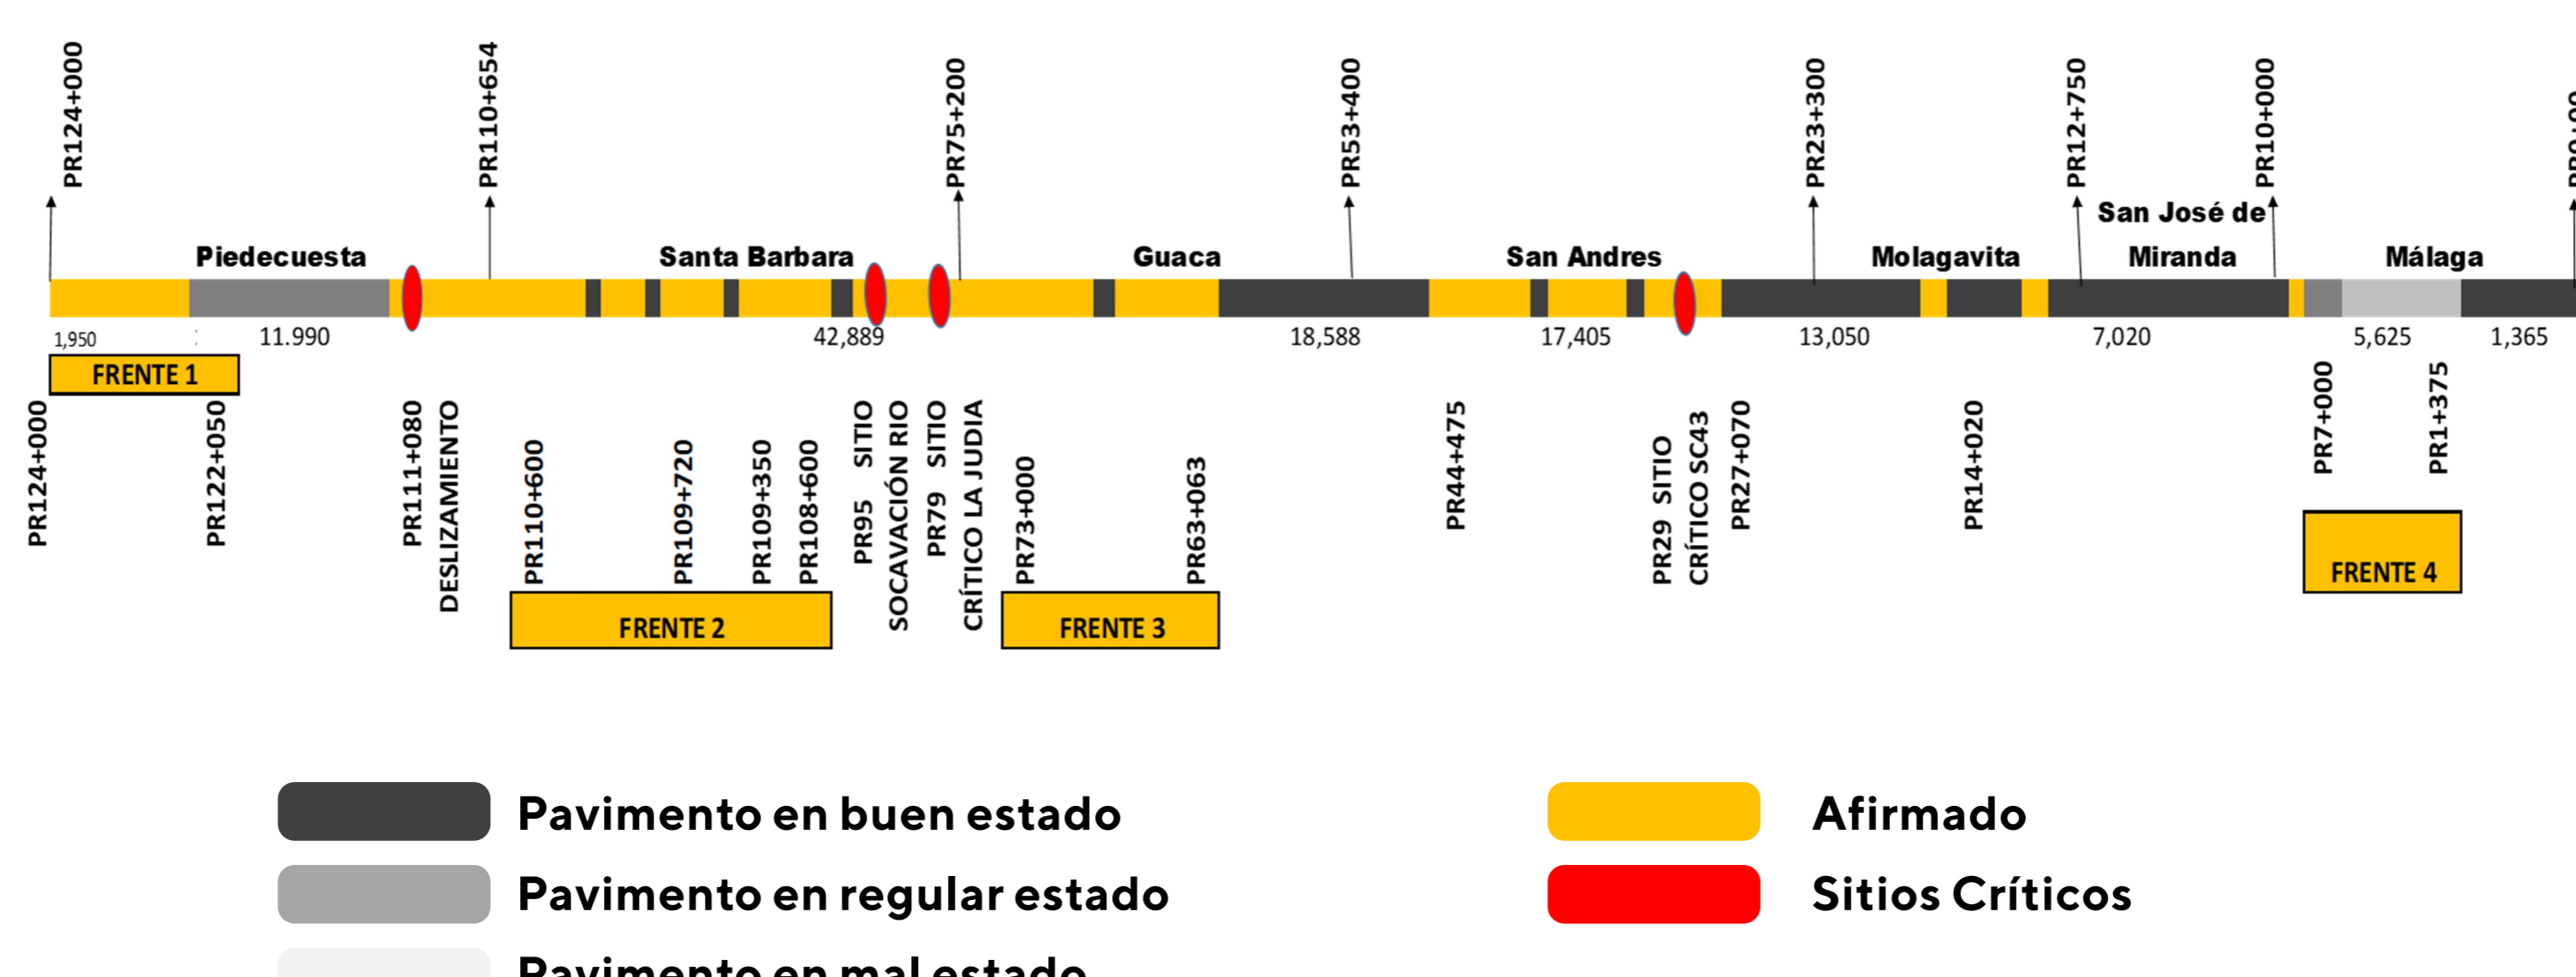 PR124+000
PR110+654
PR75+200
PR53+400
PR23+300
PR12+750
PR10+000
Piedecuesta
Santa Barbara
Guaca
San Andres
Molagavita
San José de
Miranda
Málaga
1,950
11.990
42,889
18,588
17,405
13,050
7,020
5,625
1,365
FRENTE 1
PR124+000
PR122+050
PR111+080
DESLIZAMIENTO
PR110+600
PR109+720
PR109+350
PR108+600
PR95 SITIO
SOCAVACIÓN RIO
PR79 SITIO
CRÍTICO LA JUDIA
PR73+000
PR63+063
PR44+475
PR29 SITIO
CRÍTICO SC43
PR27+070
PR14+020
PR7+000
PR1+375
FRENTE 2
FRENTE 3
FRENTE 4
Pavimento en buen estado
Afirmado
Pavimento en regular estado
Sitios Críticos
Pavimento en mal estado